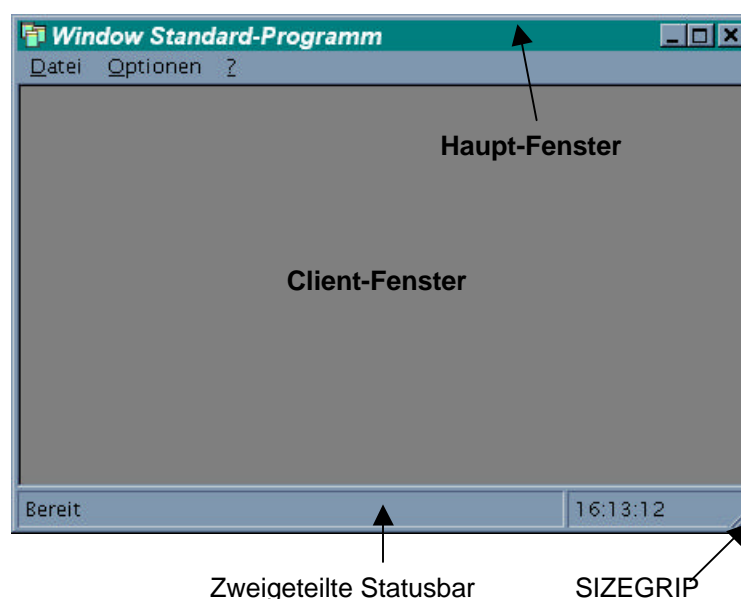 Window Standard-Programm
Datei Optionen ?
Haupt-Fenster
Client-Fenster
Bereit 16:13:12
Zweigeteilte Statusbar SIZEGRIP